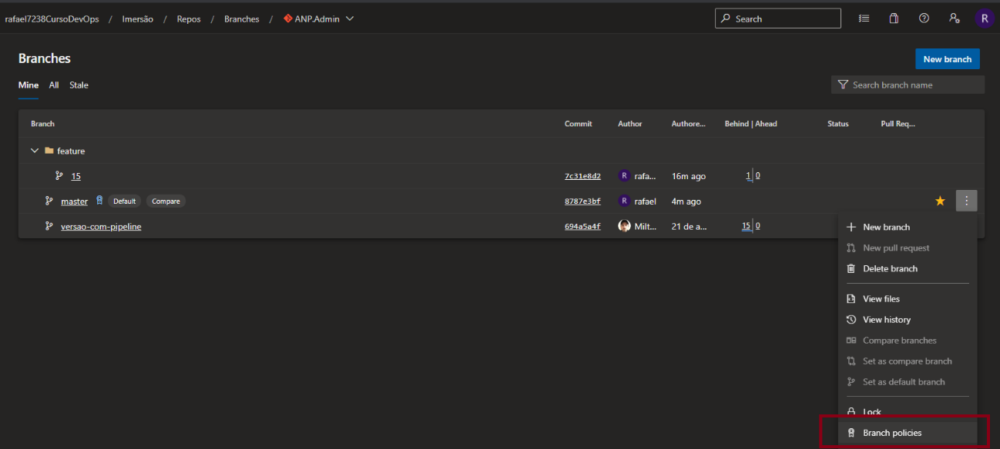 rafael7238CursoDevOps / Imersão / Repos / Branches / ANP.Admin Search R
Branches New branch
Mine All Stale Search branch name
Branch Commit Author Authore... Behind | Ahead Status Pull Req...
feature
15 7c31e8d2 R rafa... 16m ago 1 0
master Default Compare 8787e3bf R rafael 4m ago
versao-com-pipeline 694a5a4f Milt... 21 de a... 15 0
New branch
New pull request
Delete branch
View files
View history
Compare branches
Set as compare branch
Set as default branch
Lock
Branch policies